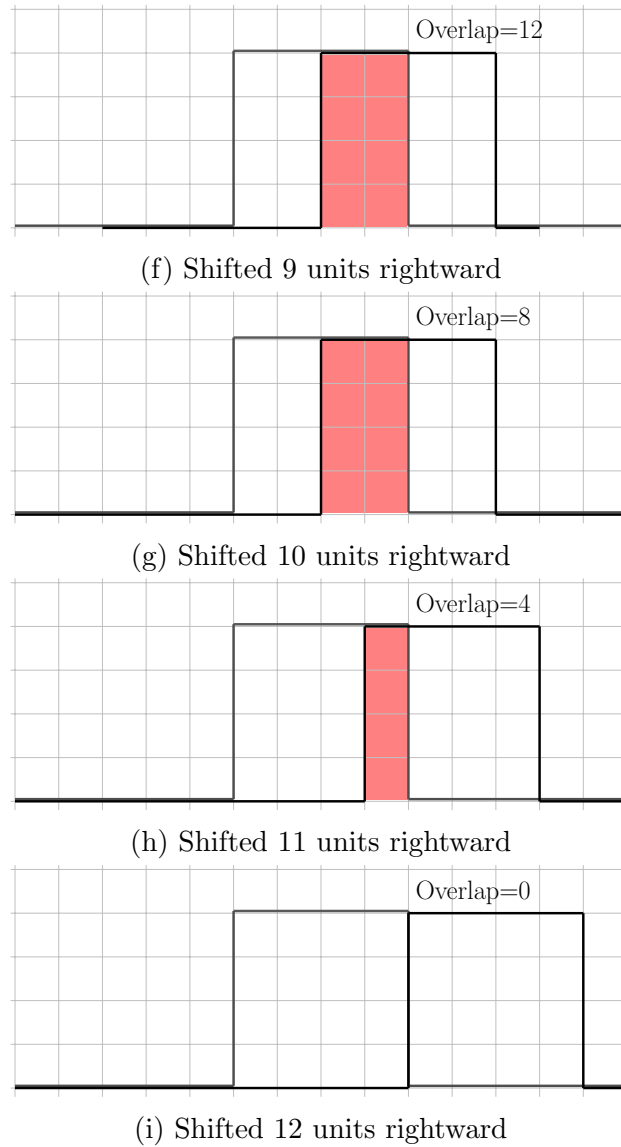 Overlap=12
(f) Shifted 9 units rightward
Overlap=8
(g) Shifted 10 units rightward
Overlap=4
(h) Shifted 11 units rightward
Overlap=0
(i) Shifted 12 units rightward